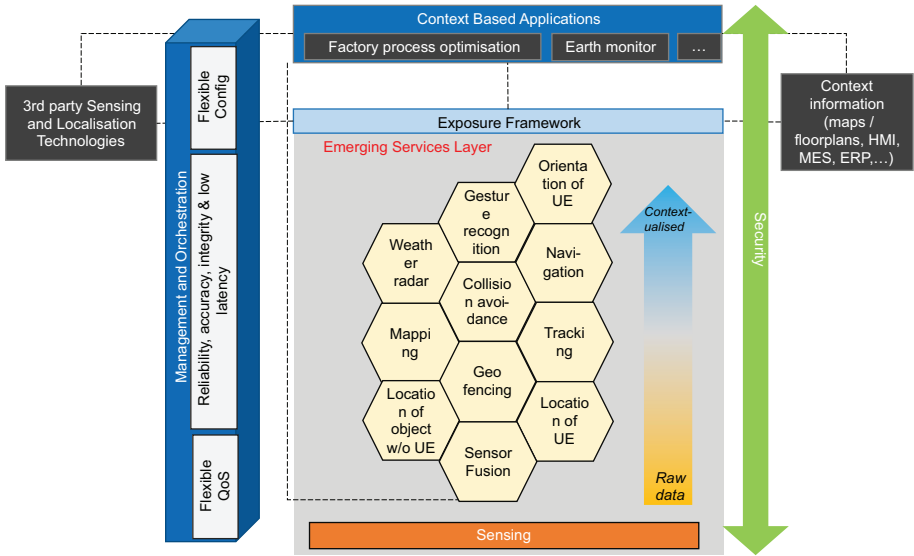 Context Based Applications
Factory process optimisation
Earth monitor
...
3rd party Sensing
and Localisation
Technologies
Management and Orchestration
Flexible
Config
Reliability, accuracy, integrity & low
latency
Flexible
QoS
Exposure Framework
Emerging Services Layer
Orienta
tion of
UE
Gestur
e
recogn
ition
Weath
er
radar
Navi-
gation
Collisio
n avoi-
dance
Mappi
ng
Tracki
ng
Geo
fencing
Locatio
n of
object
w/o UE
Locatio
n of
UE
Sensor
Fusion
Context-
ualised
Raw
data
Sensing
Security
Context
information
(maps /
floorplans, HMI,
MES, ERP,...)